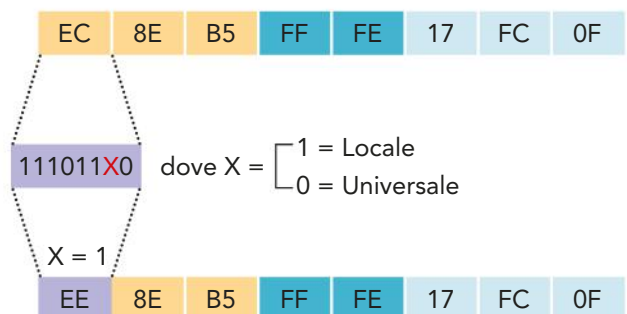 EC 8E B5 FF FE 17 FC 0F
1 = Locale
111011X0 dove X =
0 = Universale
X = 1
EE 8E B5 FF FE 17 FC 0F